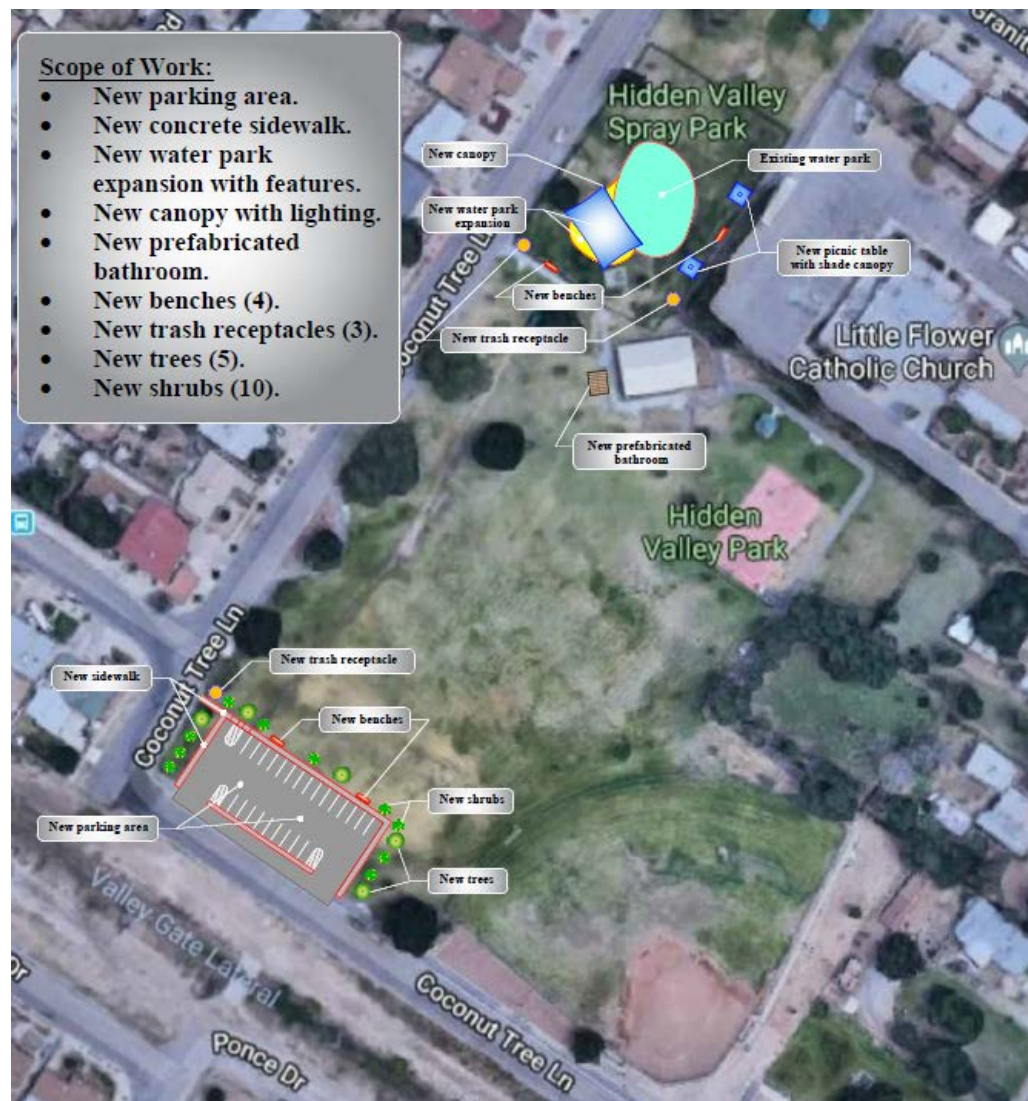 Scope of Work:
• New parking area.
• New concrete sidewalk.
• New water park
expansion with features.
• New canopy with lighting.
• New prefabricated
bathroom.
• New benches (4).
• New trash receptacles (3).
• New trees (5).
• New shrubs (10).
Granit
Hidden Valley
Spray Park
New canopy
Existing water park
New water park
expansion
New picnic table
with shade canopy
New benches
New trash receptacle
oconut Tree Ln
Little Flower
Catholic Church
New prefabricated
bathroom
Hidden
Valley Park
Coconut Tree Ln
New trash receptacle
New sidewalk
New benches
New shrubs
New parking area
New trees
Valley Gate Lateral
Coconut Tree Ln
Ponce Dr
Dr